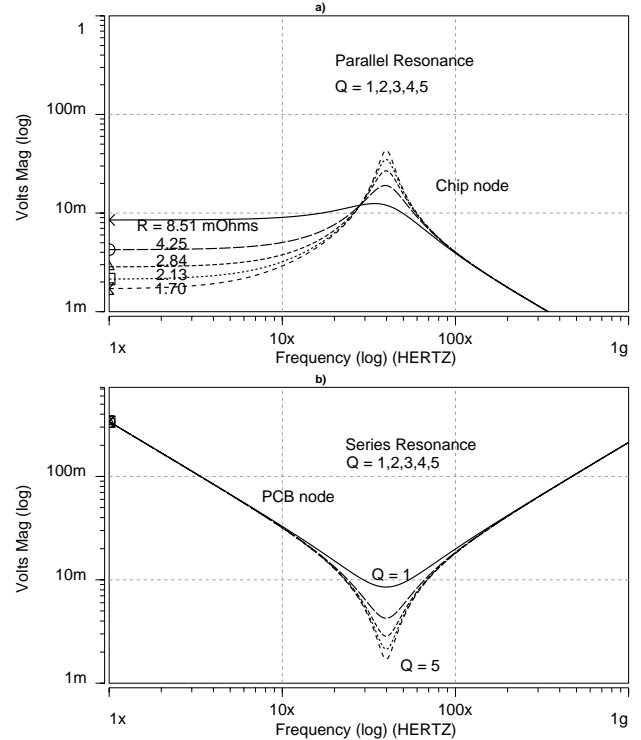 a)
1
Parallel Resonance
Q = 1,2,3,4,5
100m
Volts Mag (log)
Chip node
10m
R = 8.51 mOhms
4.25
2.84
2.13
1.70
1m
1x
10x
100x
1g
Frequency (log) (HERTZ)
b)
Series Resonance
Q = 1,2,3,4,5
100m
PCB node
Volts Mag (log)
10m
Q = 1
Q = 5
1m
1x
10x
100x
1g
Frequency (log) (HERTZ)